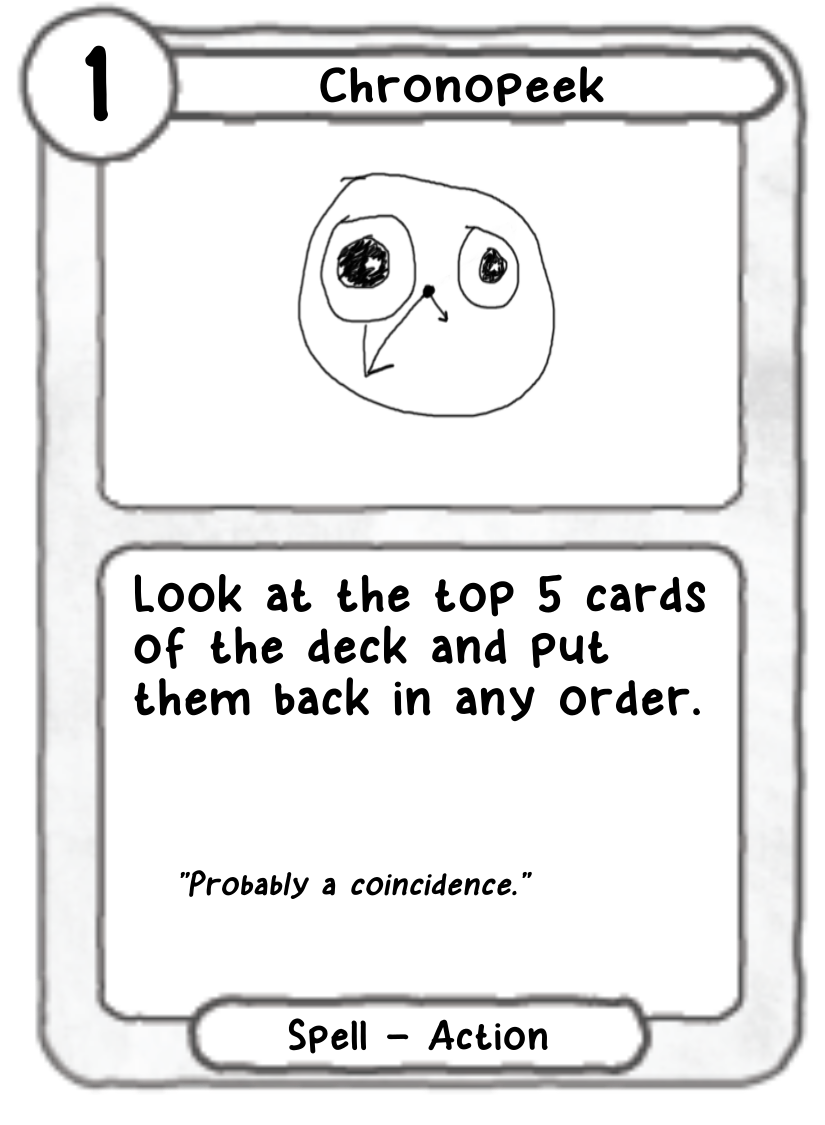 1
Chronopeek
Look at the top 5 cards
of the deck and put
them back in any order.
"Probably a coincidence."
Spell - Action